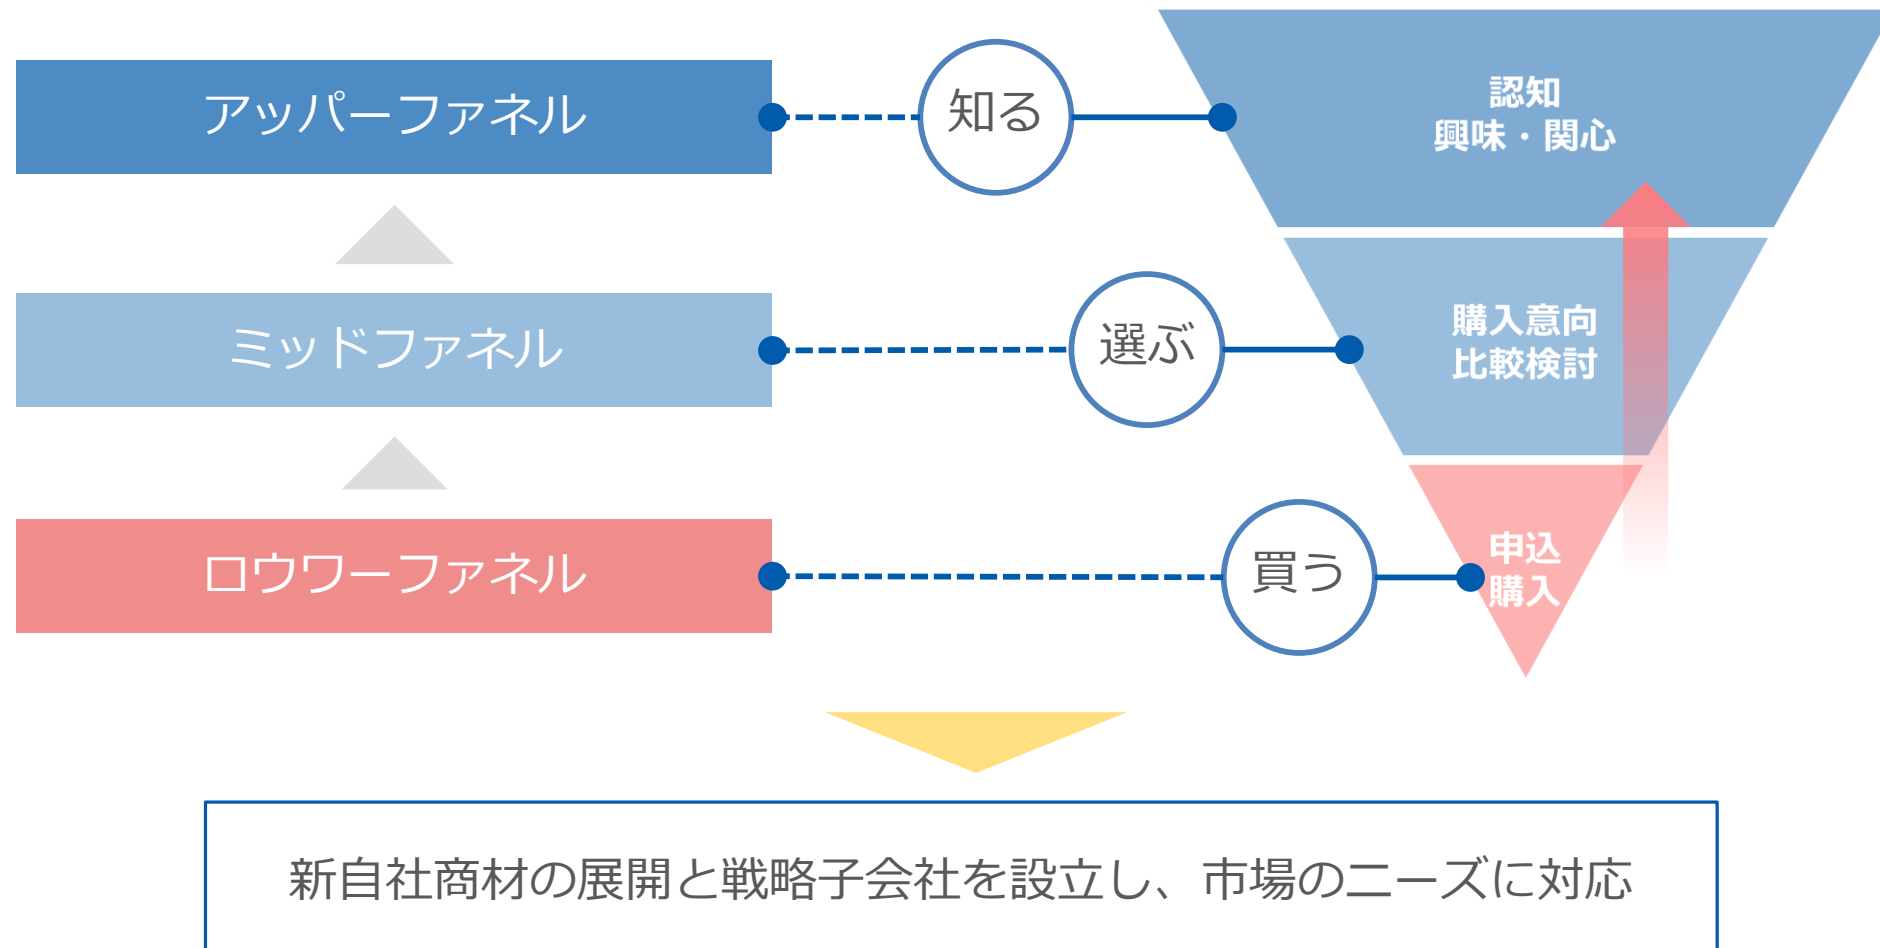 アッパーファネル
知る
認知
興味・関心
ミッドファネル
選ぶ
購入意向
比較検討
ロウワーファネル
買う
申込
購入
新自社商材の展開と戦略子会社を設立し、市場のニーズに対応